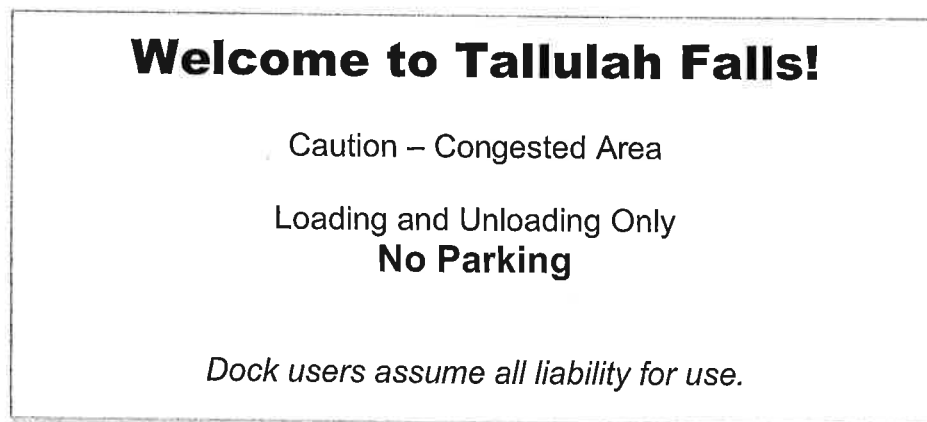 Welcome to Tallulah Falls!
Caution – Congested Area
Loading and Unloading Only
No Parking
Dock users assume all liability for use.